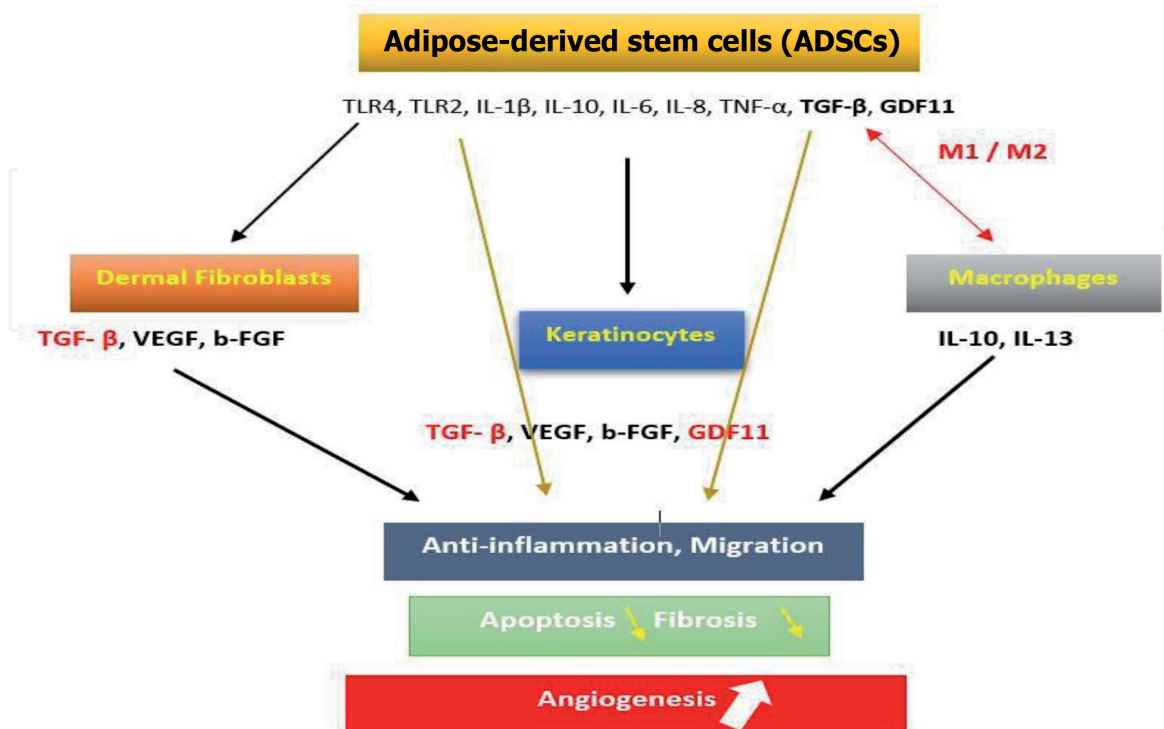 Adipose-derived stem cells (ADSCs)
TLR4, TLR2, IL-1β, IL-10, IL-6, IL-8, TNF-α, TGF-β, GDF11
M1 / M2
Dermal Fibroblasts
Macrophages
TGF- β, VEGF, b-FGF
Keratinocytes
IL-10, IL-13
TGF- β, VEGF, b-FGF, GDF11
Anti-inflammation, Migration
Apoptosis Fibrosis
Angiogenesis